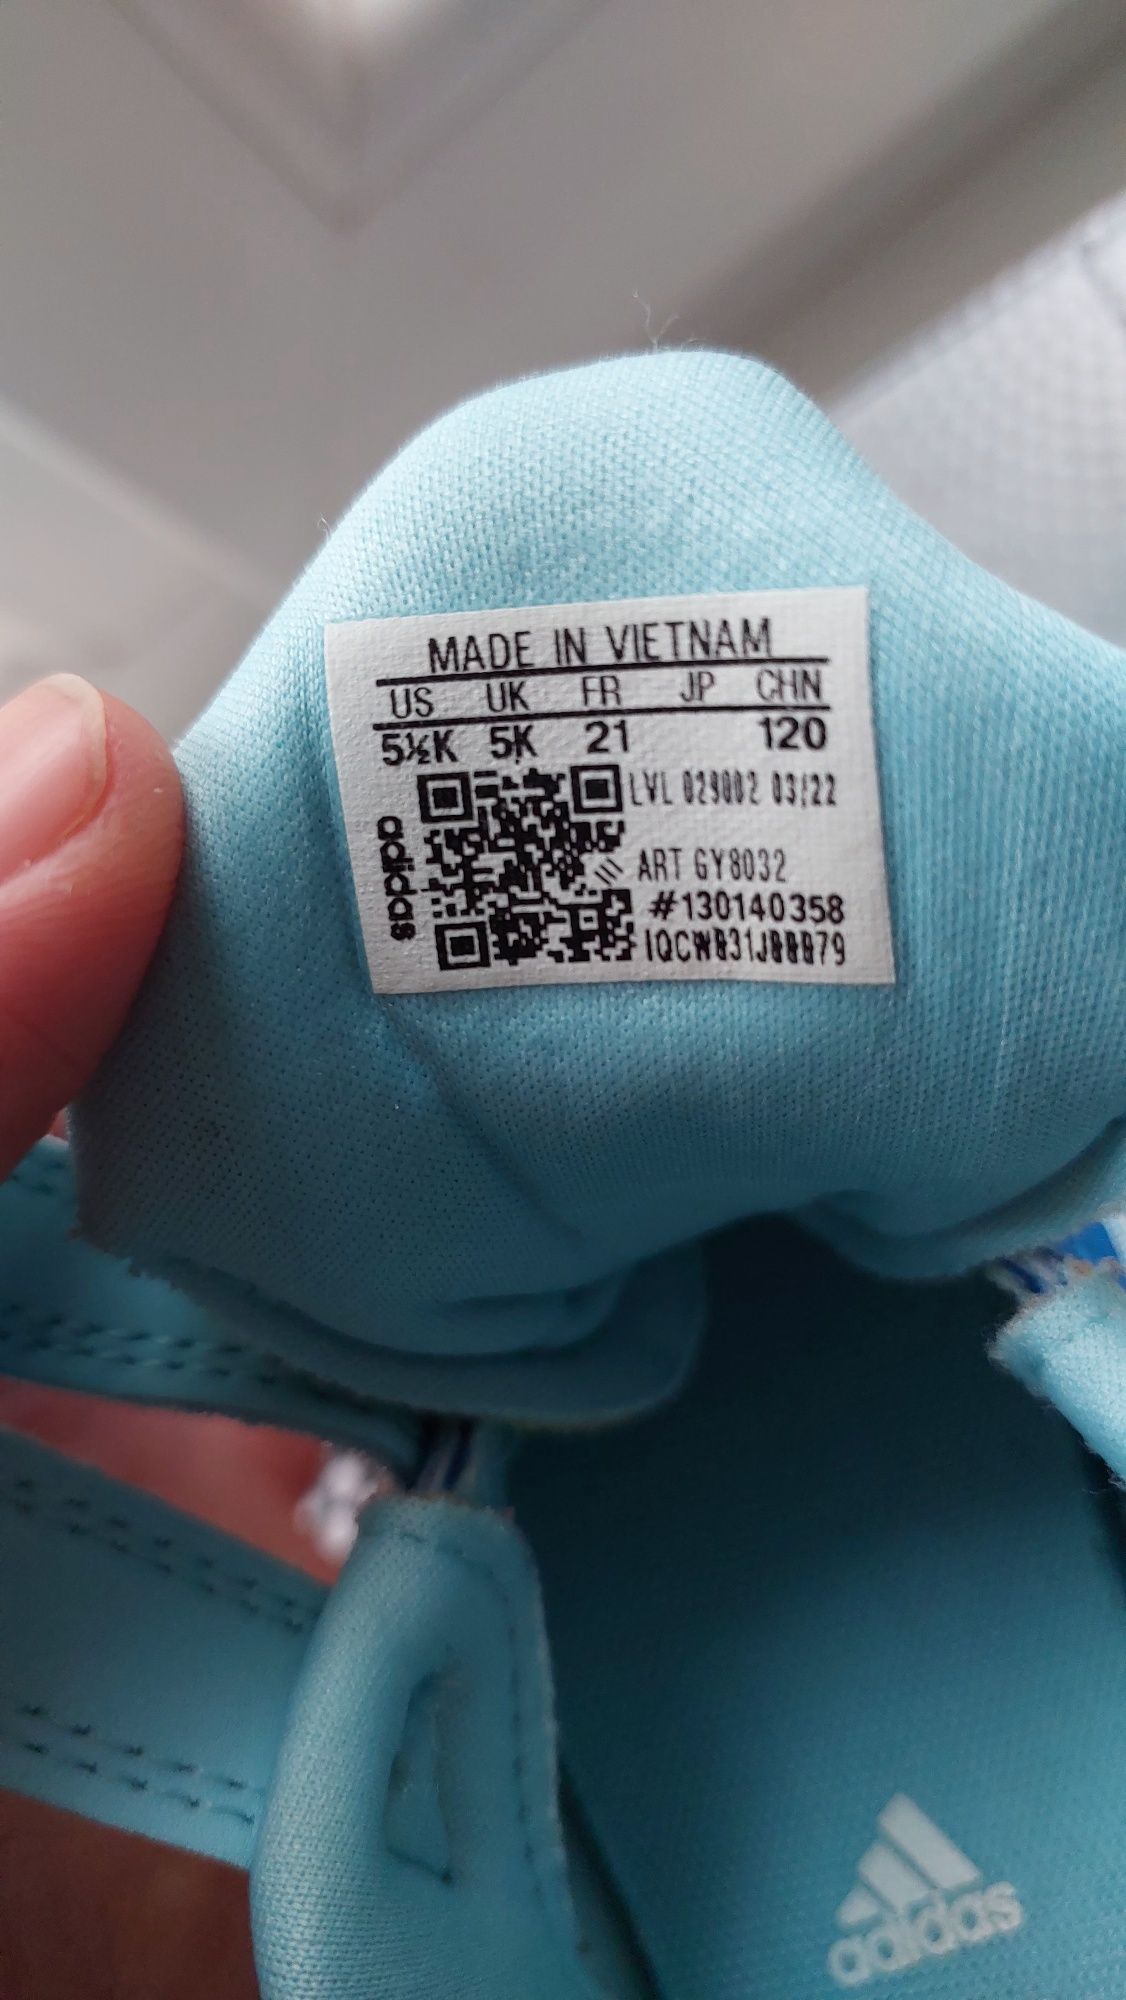 MADE IN VIETNAM
US UK FR JP CHN
5½K 5K 21 120
LVL 029002 03/22
adidas
ART GY8032
#130140358
adidas